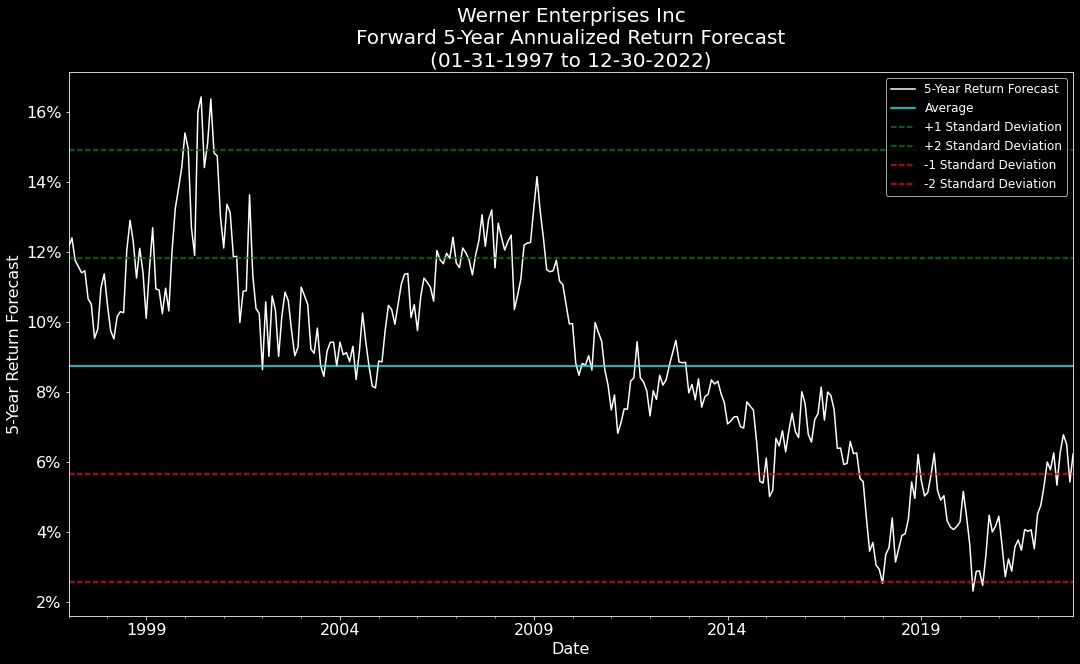 Werner Enterprises Inc
Forward 5-Year Annualized Return Forecast
(01-31-1997 to 12-30-2022)
5-Year Return Forecast
Average
+1 Standard Deviation
+2 Standard Deviation
-1 Standard Deviation
-2 Standard Deviation
5-Year Return Forecast
16%
14%
12%
10%
8%
6%
4%
2%
1999 2004 2009 2014 2019
Date